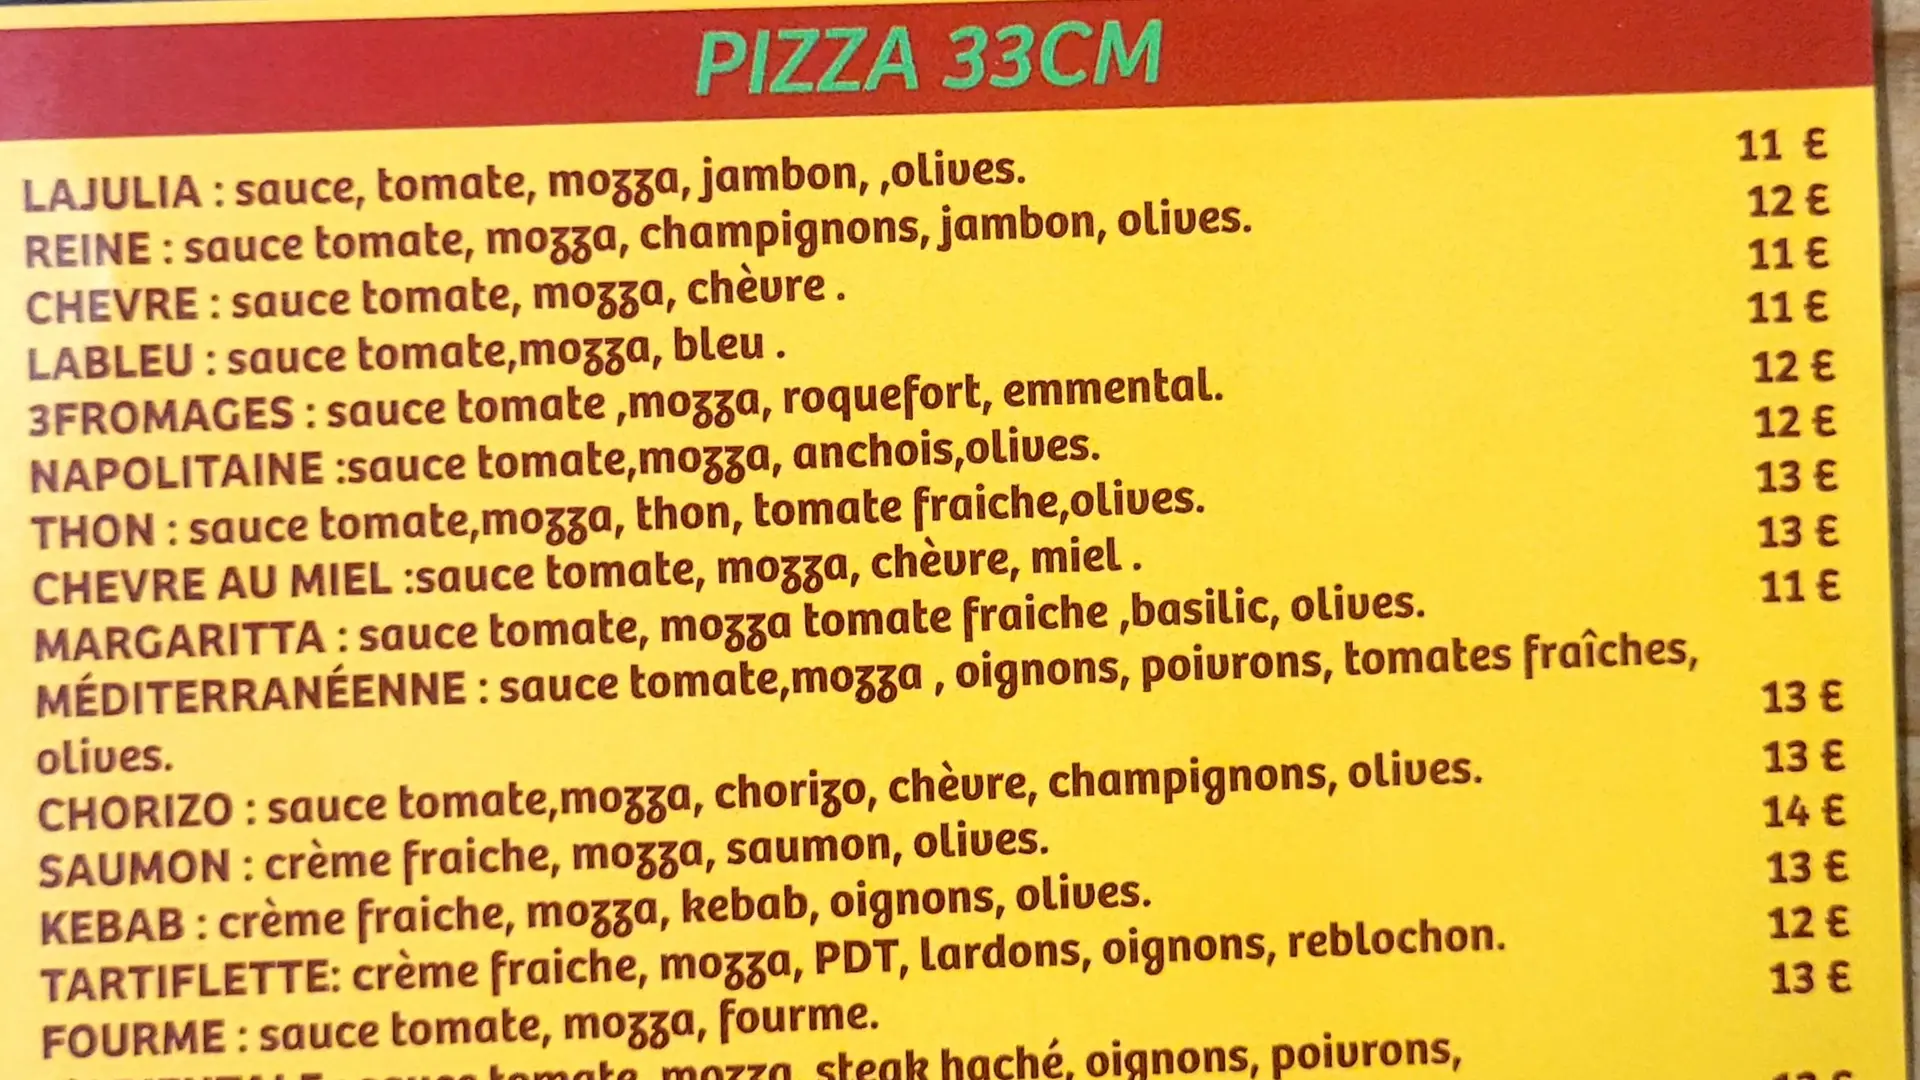 PIZZA 33CM
LAJULIA : sauce, tomate, mozza, jambon, ,olives. 11 €
REINE : sauce tomate, mozza, champignons, jambon, olives. 12 €
CHEVRE : sauce tomate, mozza, chèvre . 11 €
LABLEU : sauce tomate,mozza, bleu . 11 €
3FROMAGES : sauce tomate ,mozza, roquefort, emmental. 12 €
NAPOLITAINE :sauce tomate,mozza, anchois,olives. 12 €
THON : sauce tomate,mozza, thon, tomate fraiche,olives. 13 €
CHEVRE AU MIEL :sauce tomate, mozza, chèvre, miel . 13 €
MARGARITTA : sauce tomate, mozza tomate fraiche ,basilic, olives. 11 €
MÉDITERRANÉENNE : sauce tomate,mozza , oignons, poivrons, tomates fraîches,
olives. 13 €
CHORIZO : sauce tomate,mozza, chorizo, chèvre, champignons, olives. 13 €
SAUMON : crème fraiche, mozza, saumon, olives. 14 €
KEBAB : crème fraiche, mozza, kebab, oignons, olives. 13 €
TARTIFLETTE: crème fraiche, mozza, PDT, lardons, oignons, reblochon. 12 €
FOURME : sauce tomate, mozza, fourme. 13 €
sauce tomate, mozza, steak haché, oignons, poivrons,